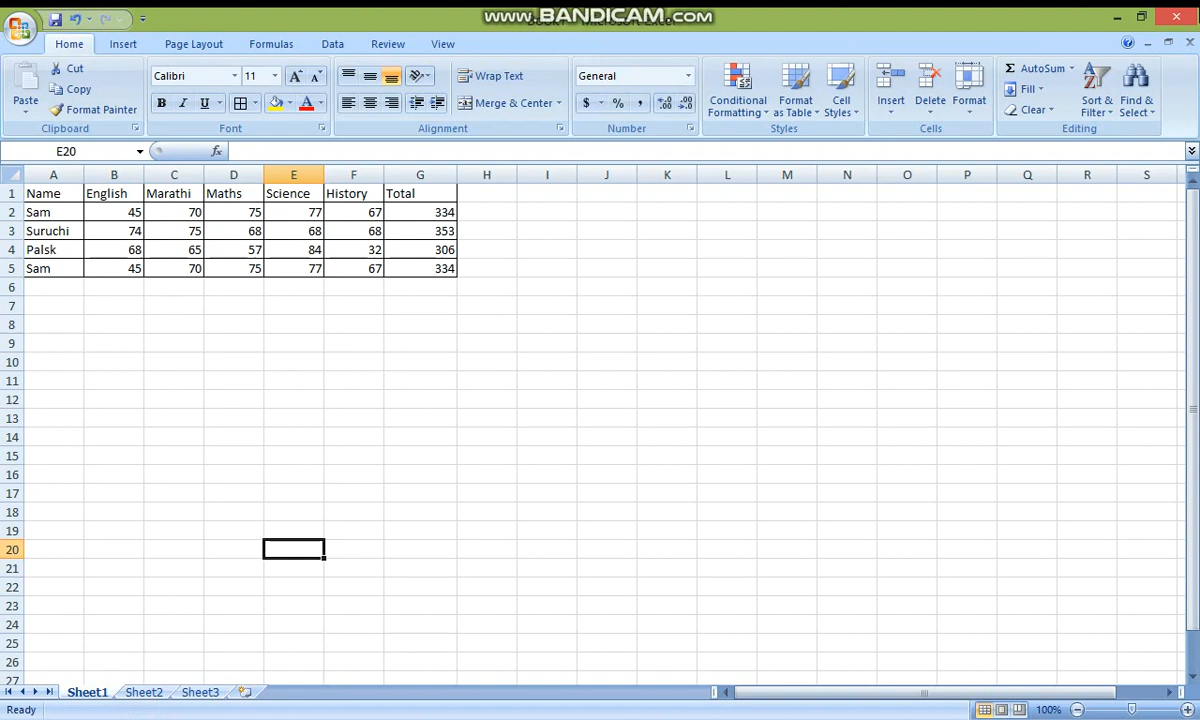 www.BANDICAM.COM
Home Insert Page Layout Formulas Data Review View
Paste
Cut
Copy
Format Painter
Clipboard
Calibri 11
B I U
Font
Wrap Text
Merge & Center
Alignment
General
$ % ,
Number
Conditional Formatting
Format as Table
Cell Styles
Styles
Insert Delete Format
Cells
Σ AutoSum
Fill
Clear
Sort & Filter
Find & Select
Editing
E20 fx
A B C D E F G H I J K L M N O P Q R S
1 Name English Marathi Maths Science History Total
2 Sam 45 70 75 77 67 334
3 Suruchi 74 75 68 68 68 353
4 Palsk 68 65 57 84 32 306
5 Sam 45 70 75 77 67 334
6
7
8
9
10
11
12
13
14
15
16
17
18
19
20
21
22
23
24
25
26
27
Sheet1 Sheet2 Sheet3
Ready 100%